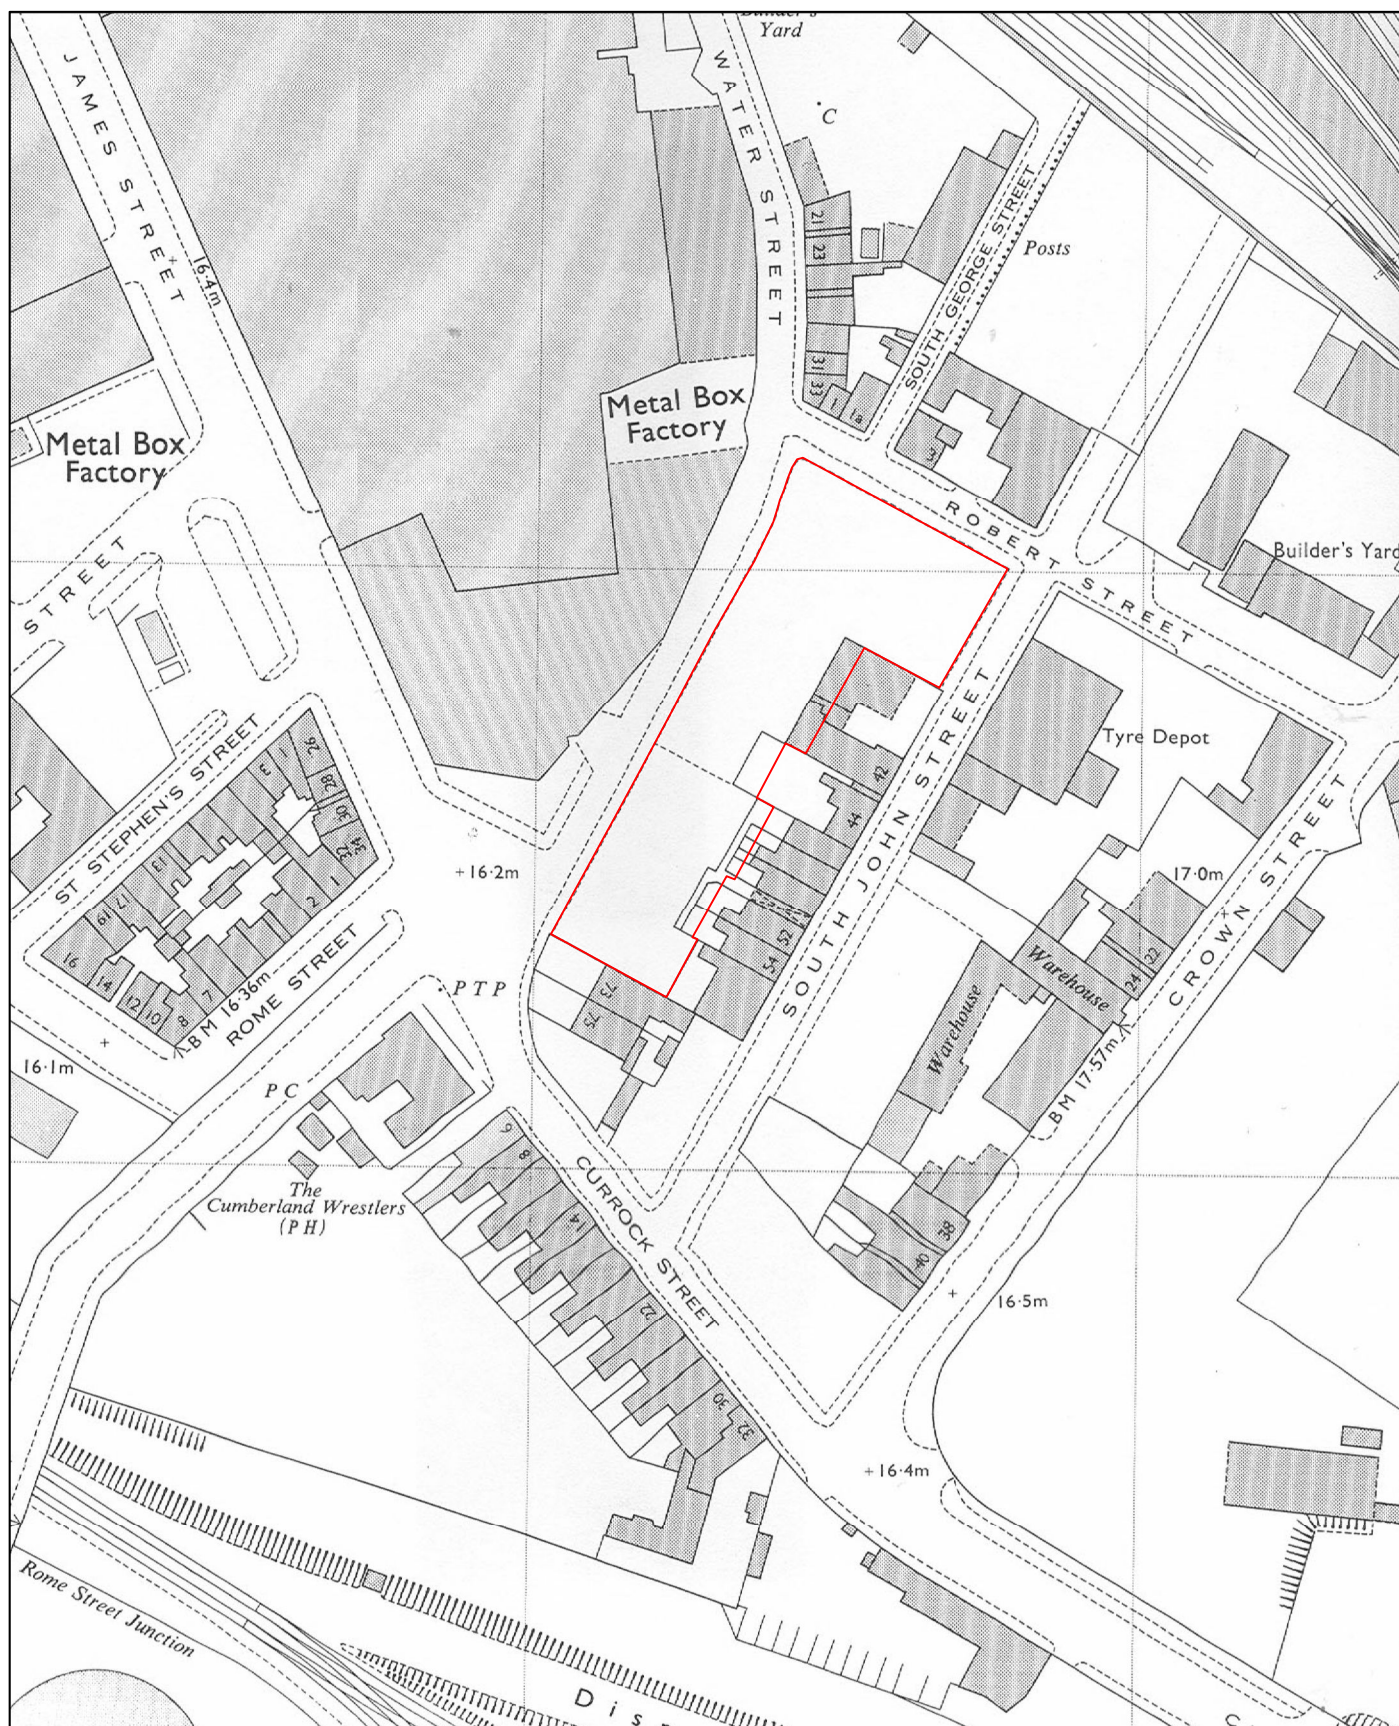 Builder's
Yard
JAMES STREET
WATER STREET
C
16·4m
21
23
31
33
1
1a
SOUTH GEORGE STREET
Posts
3
Metal Box
Factory
Metal Box
Factory
ROBERT STREET
Builder's Yard
STREET
ST STEPHEN'S STREET
26
28
30
32
34
1
3
13
17
19
16
14
12
10
8
7
2
1
BM 16·36m
ROME STREET
+16·2m
PTP
16·1m
PC
The
Cumberland Wrestlers
(PH)
42
44
52
54
73
75
SOUTH JOHN STREET
Tyre Depot
17·0m
22
24
Warehouse
Warehouse
CROWN STREET
BM 17·57m
38
40
16·5m
6
8
14
22
30
32
CURROCK STREET
+16·4m
Rome Street Junction
Dis